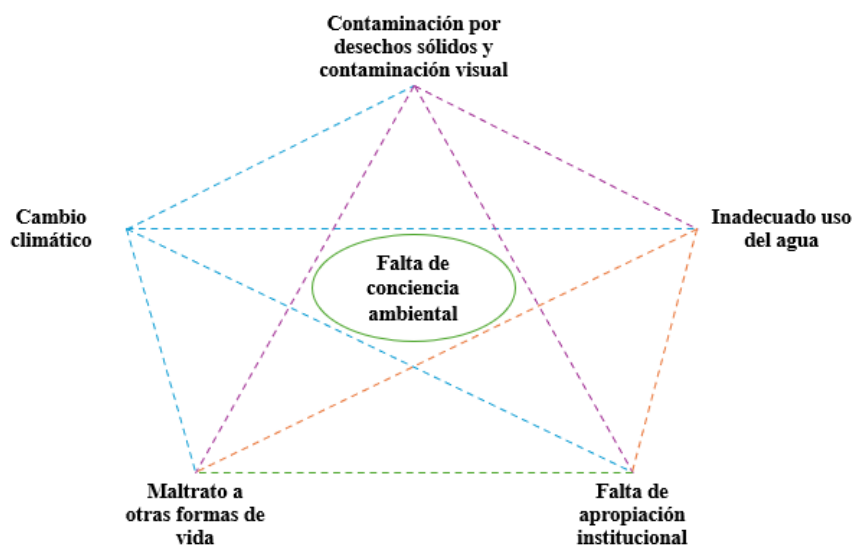 Contaminación por
desechos sólidos y
contaminación visual
Cambio
climático
Inadecuado uso
del agua
Falta de
conciencia
ambiental
Maltrato a
otras formas de
vida
Falta de
apropiación
institucional